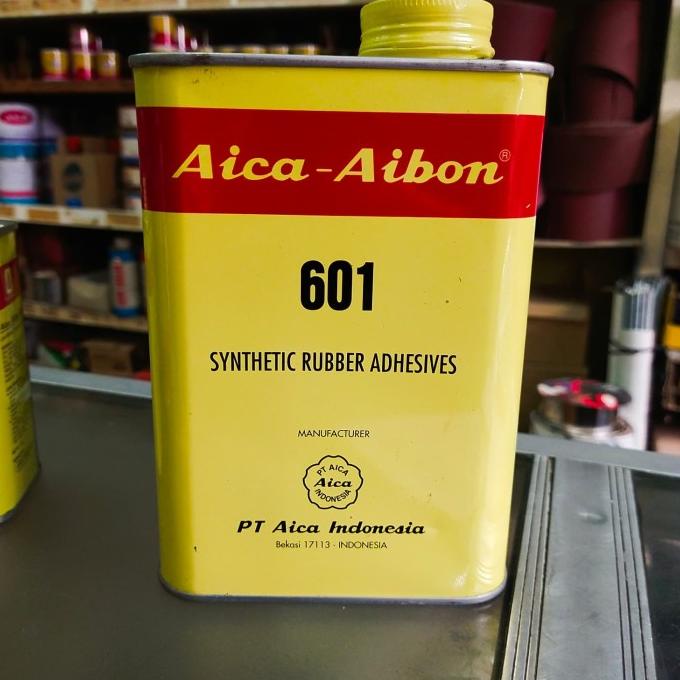 Aica-Aibon®
601
SYNTHETIC RUBBER ADHESIVES
MANUFACTURER
PT AICA
Aica
INDONESIA
PT Aica Indonesia
Bekasi 17113 - INDONESIA